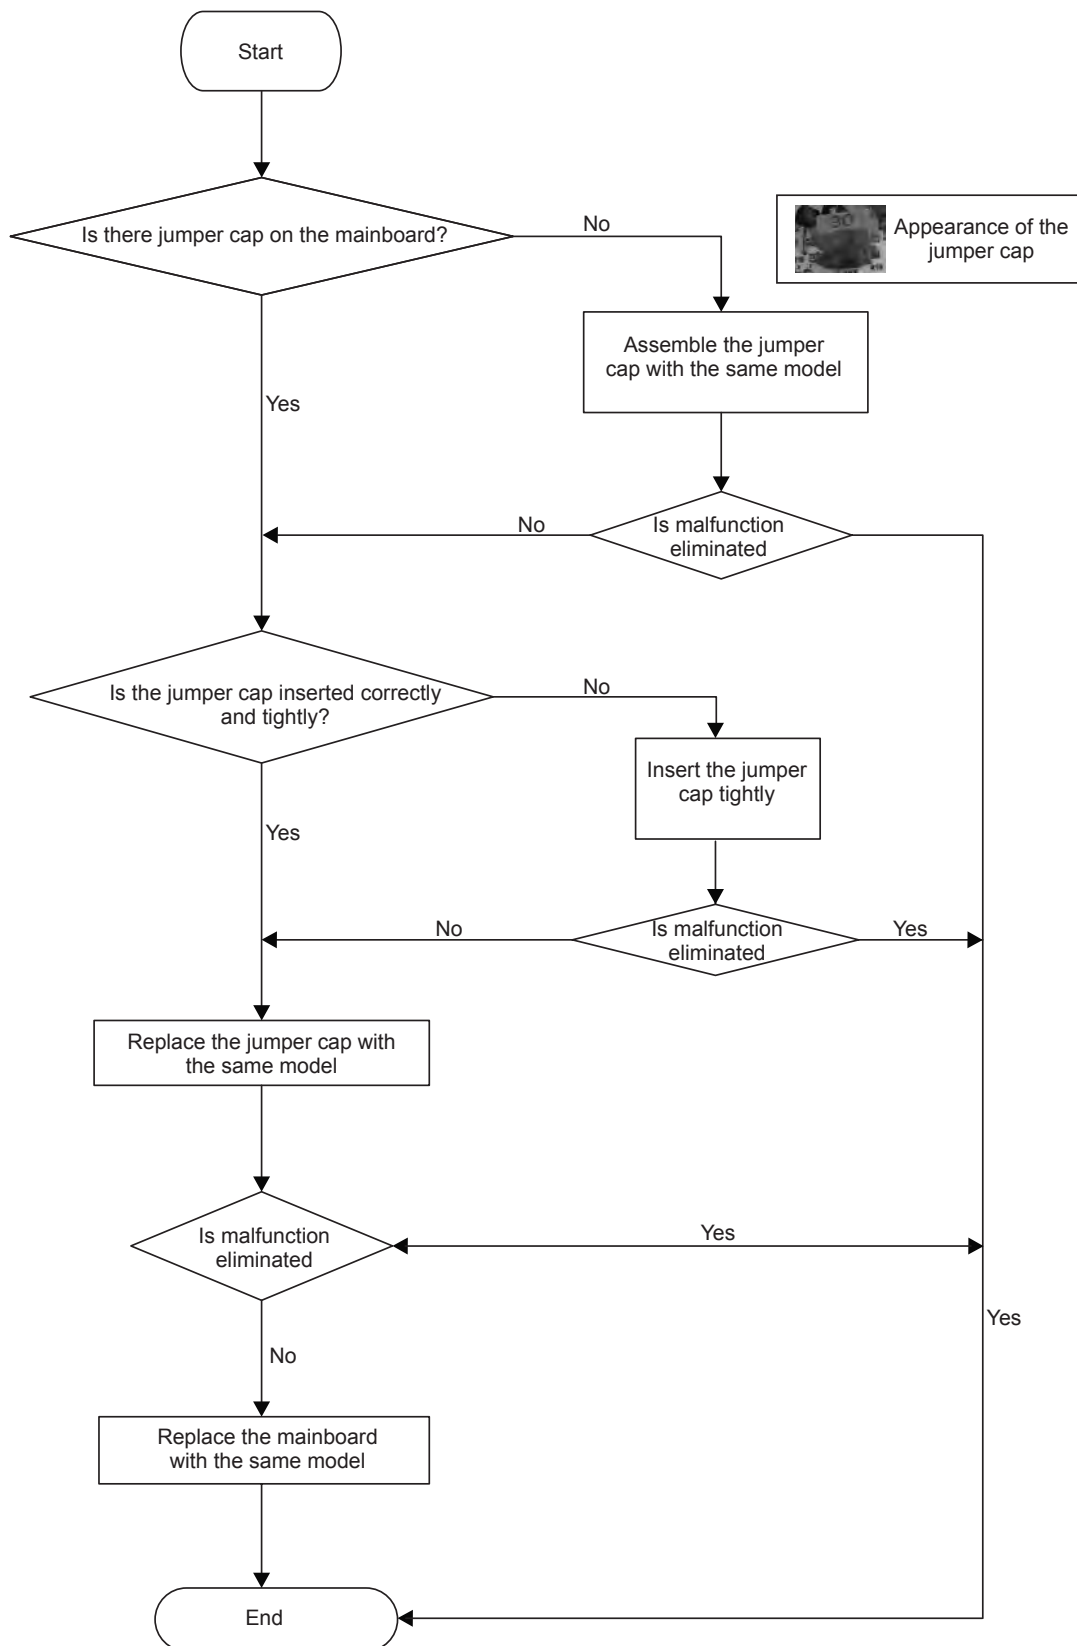 Start
Is there jumper cap on the mainboard?
No
Appearance of the
jumper cap
Assemble the jumper
cap with the same model
Yes
No
Is malfunction
eliminated
Is the jumper cap inserted correctly
and tightly?
No
Insert the jumper
cap tightly
Yes
No
Is malfunction
eliminated
Yes
Replace the jumper cap with
the same model
Is malfunction
eliminated
Yes
Yes
No
Replace the mainboard
with the same model
End